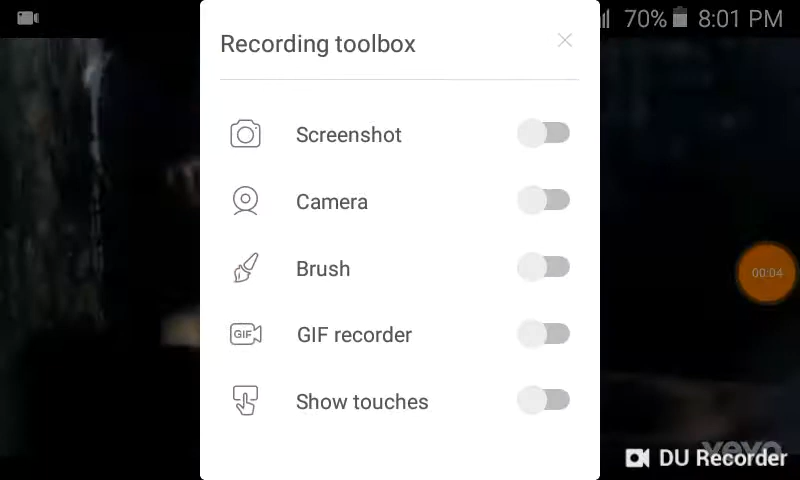 70% 8:01 PM
Recording toolbox
Screenshot
Camera
Brush
00:04
GIF
GIF recorder
Show touches
vevo
DU Recorder